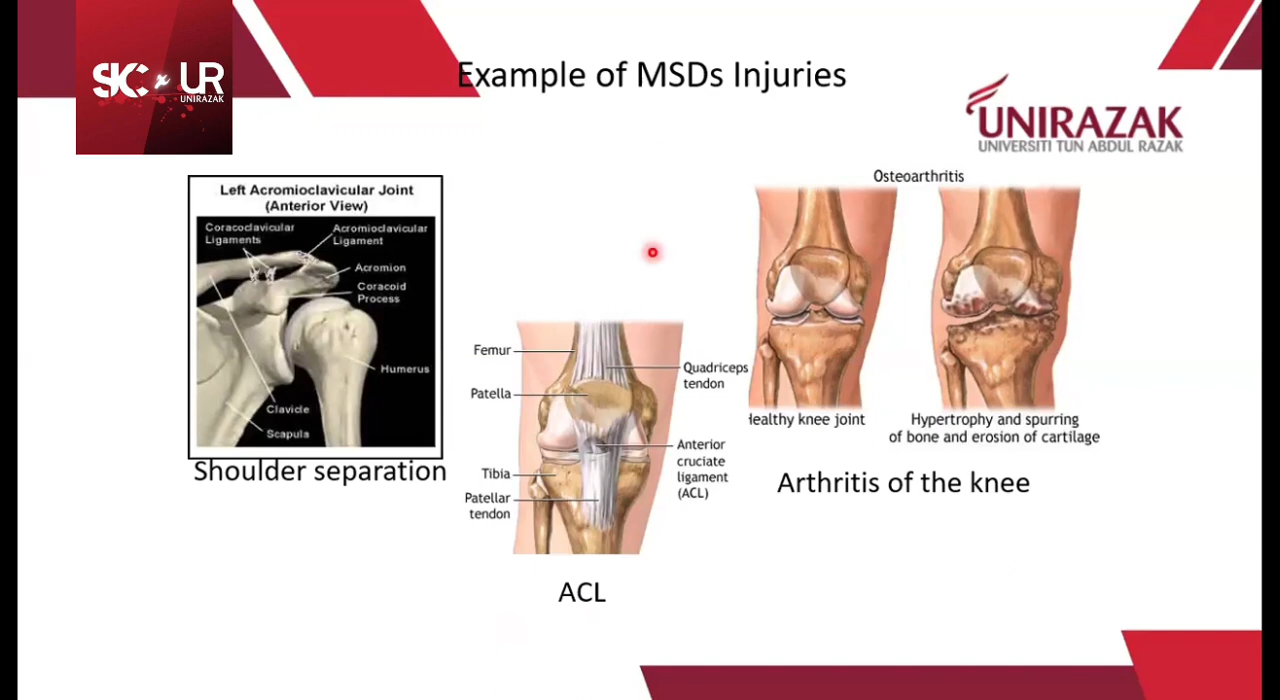 SIC x UR
UNIRAZAK
Example of MSDs Injuries
UNIRAZAK
UNIVERSITI TUN ABDUL RAZAK
Left Acromioclavicular Joint
(Anterior View)
Coracoclavicular
Ligaments
Acromioclavicular
Ligament
Acromion
Coracoid
Process
Humerus
Clavicle
Scapula
Shoulder separation
Femur
Patella
Tibia
Patellar
tendon
Quadriceps
tendon
Anterior
cruciate
ligament
(ACL)
ACL
Osteoarthritis
Healthy knee joint
Hypertrophy and spurring
of bone and erosion of cartilage
Arthritis of the knee